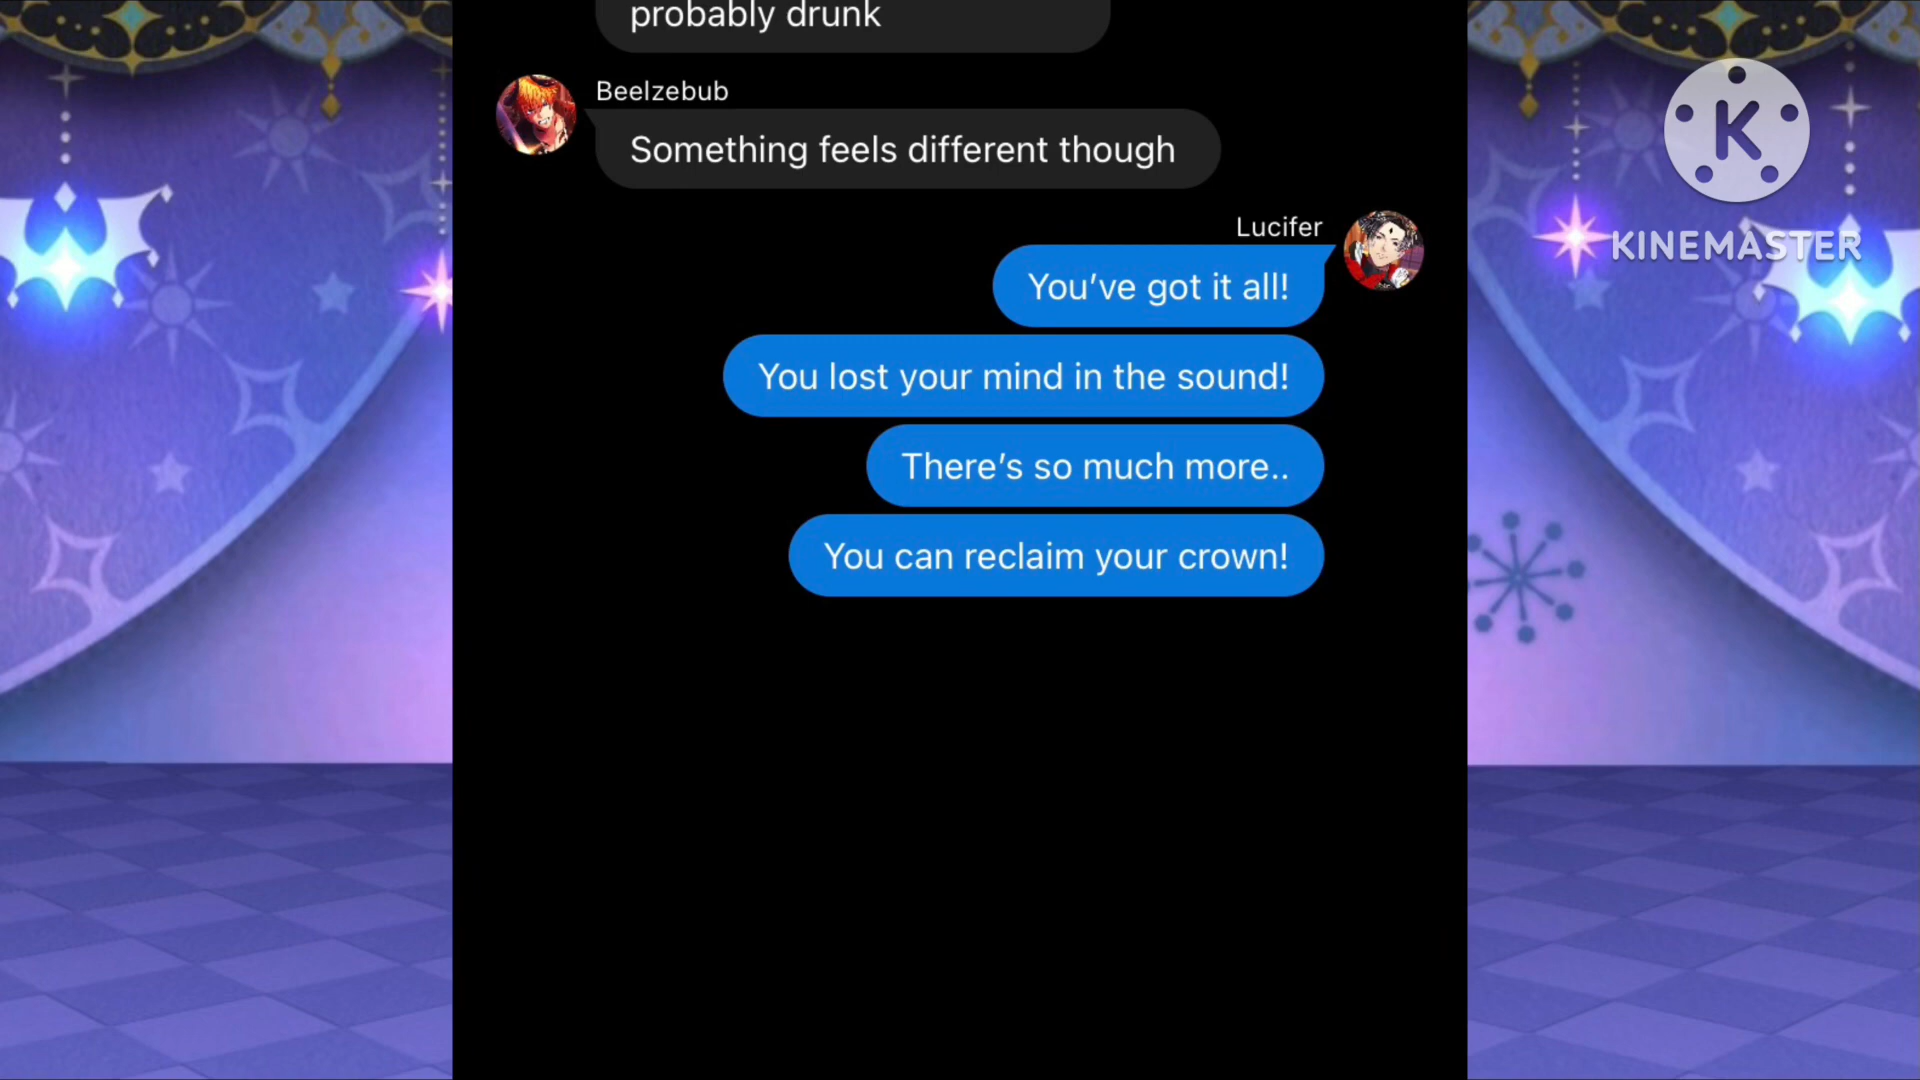 probably drunk
Beelzebub
Something feels different though
Lucifer
You’ve got it all!
You lost your mind in the sound!
There’s so much more..
You can reclaim your crown!
K
KINEMASTER